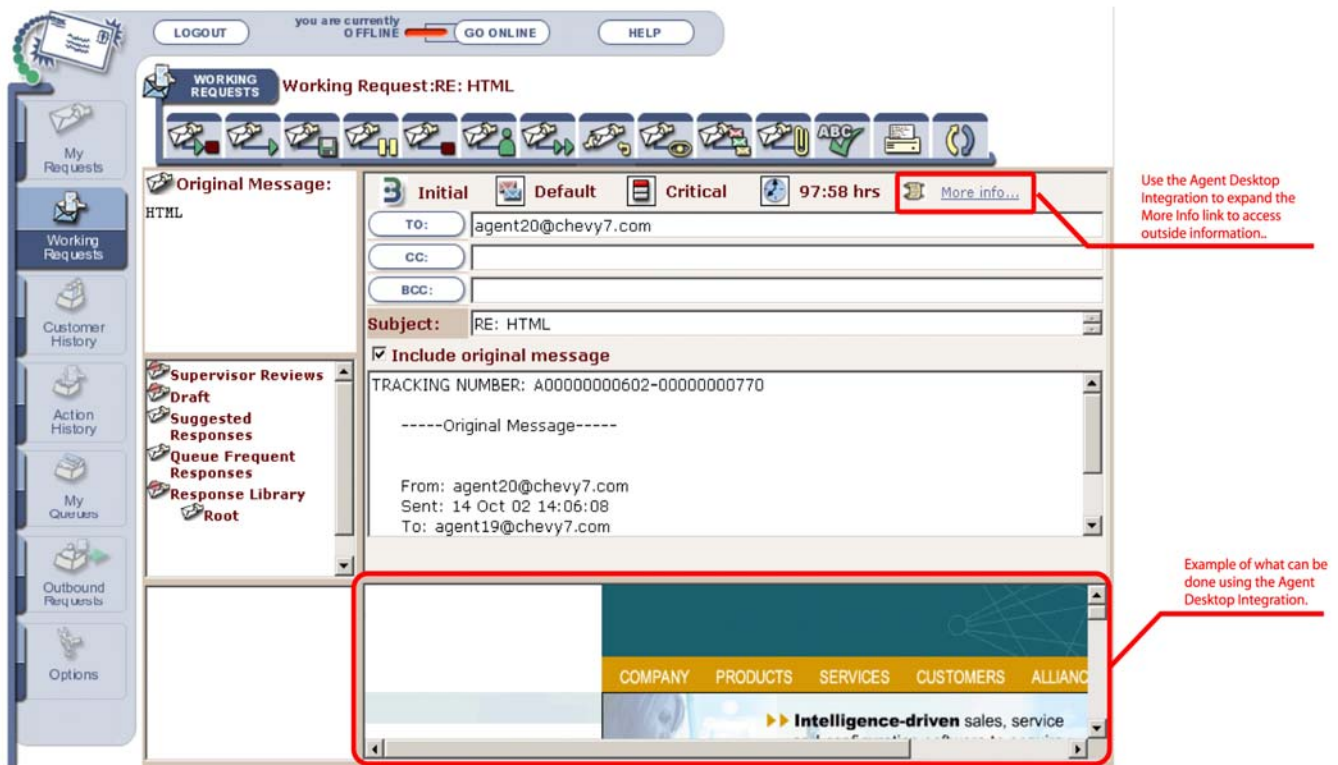 LOGOUT
you are currently
OFFLINE
GO ONLINE
HELP
WORKING
REQUESTS
Working Request:RE: HTML
My
Requests
Working
Requests
Customer
History
Action
History
My
Queues
Outbound
Requests
Options
Original Message:
HTML
Supervisor Reviews
Draft
Suggested
Responses
Queue Frequent
Responses
Response Library
Root
Initial Default Critical 97:58 hrs More info...
TO: agent20@chevy7.com
CC:
BCC:
Subject: RE: HTML
Include original message
TRACKING NUMBER: A00000000602-00000000770
-----Original Message-----
From: agent20@chevy7.com
Sent: 14 Oct 02 14:06:08
To: agent19@chevy7.com
ABC
COMPANY PRODUCTS SERVICES CUSTOMERS ALLIANC
Intelligence-driven sales, service
Use the Agent Desktop
Integration to expand the
More Info link to access
outside information..
Example of what can be
done using the Agent
Desktop Integration.